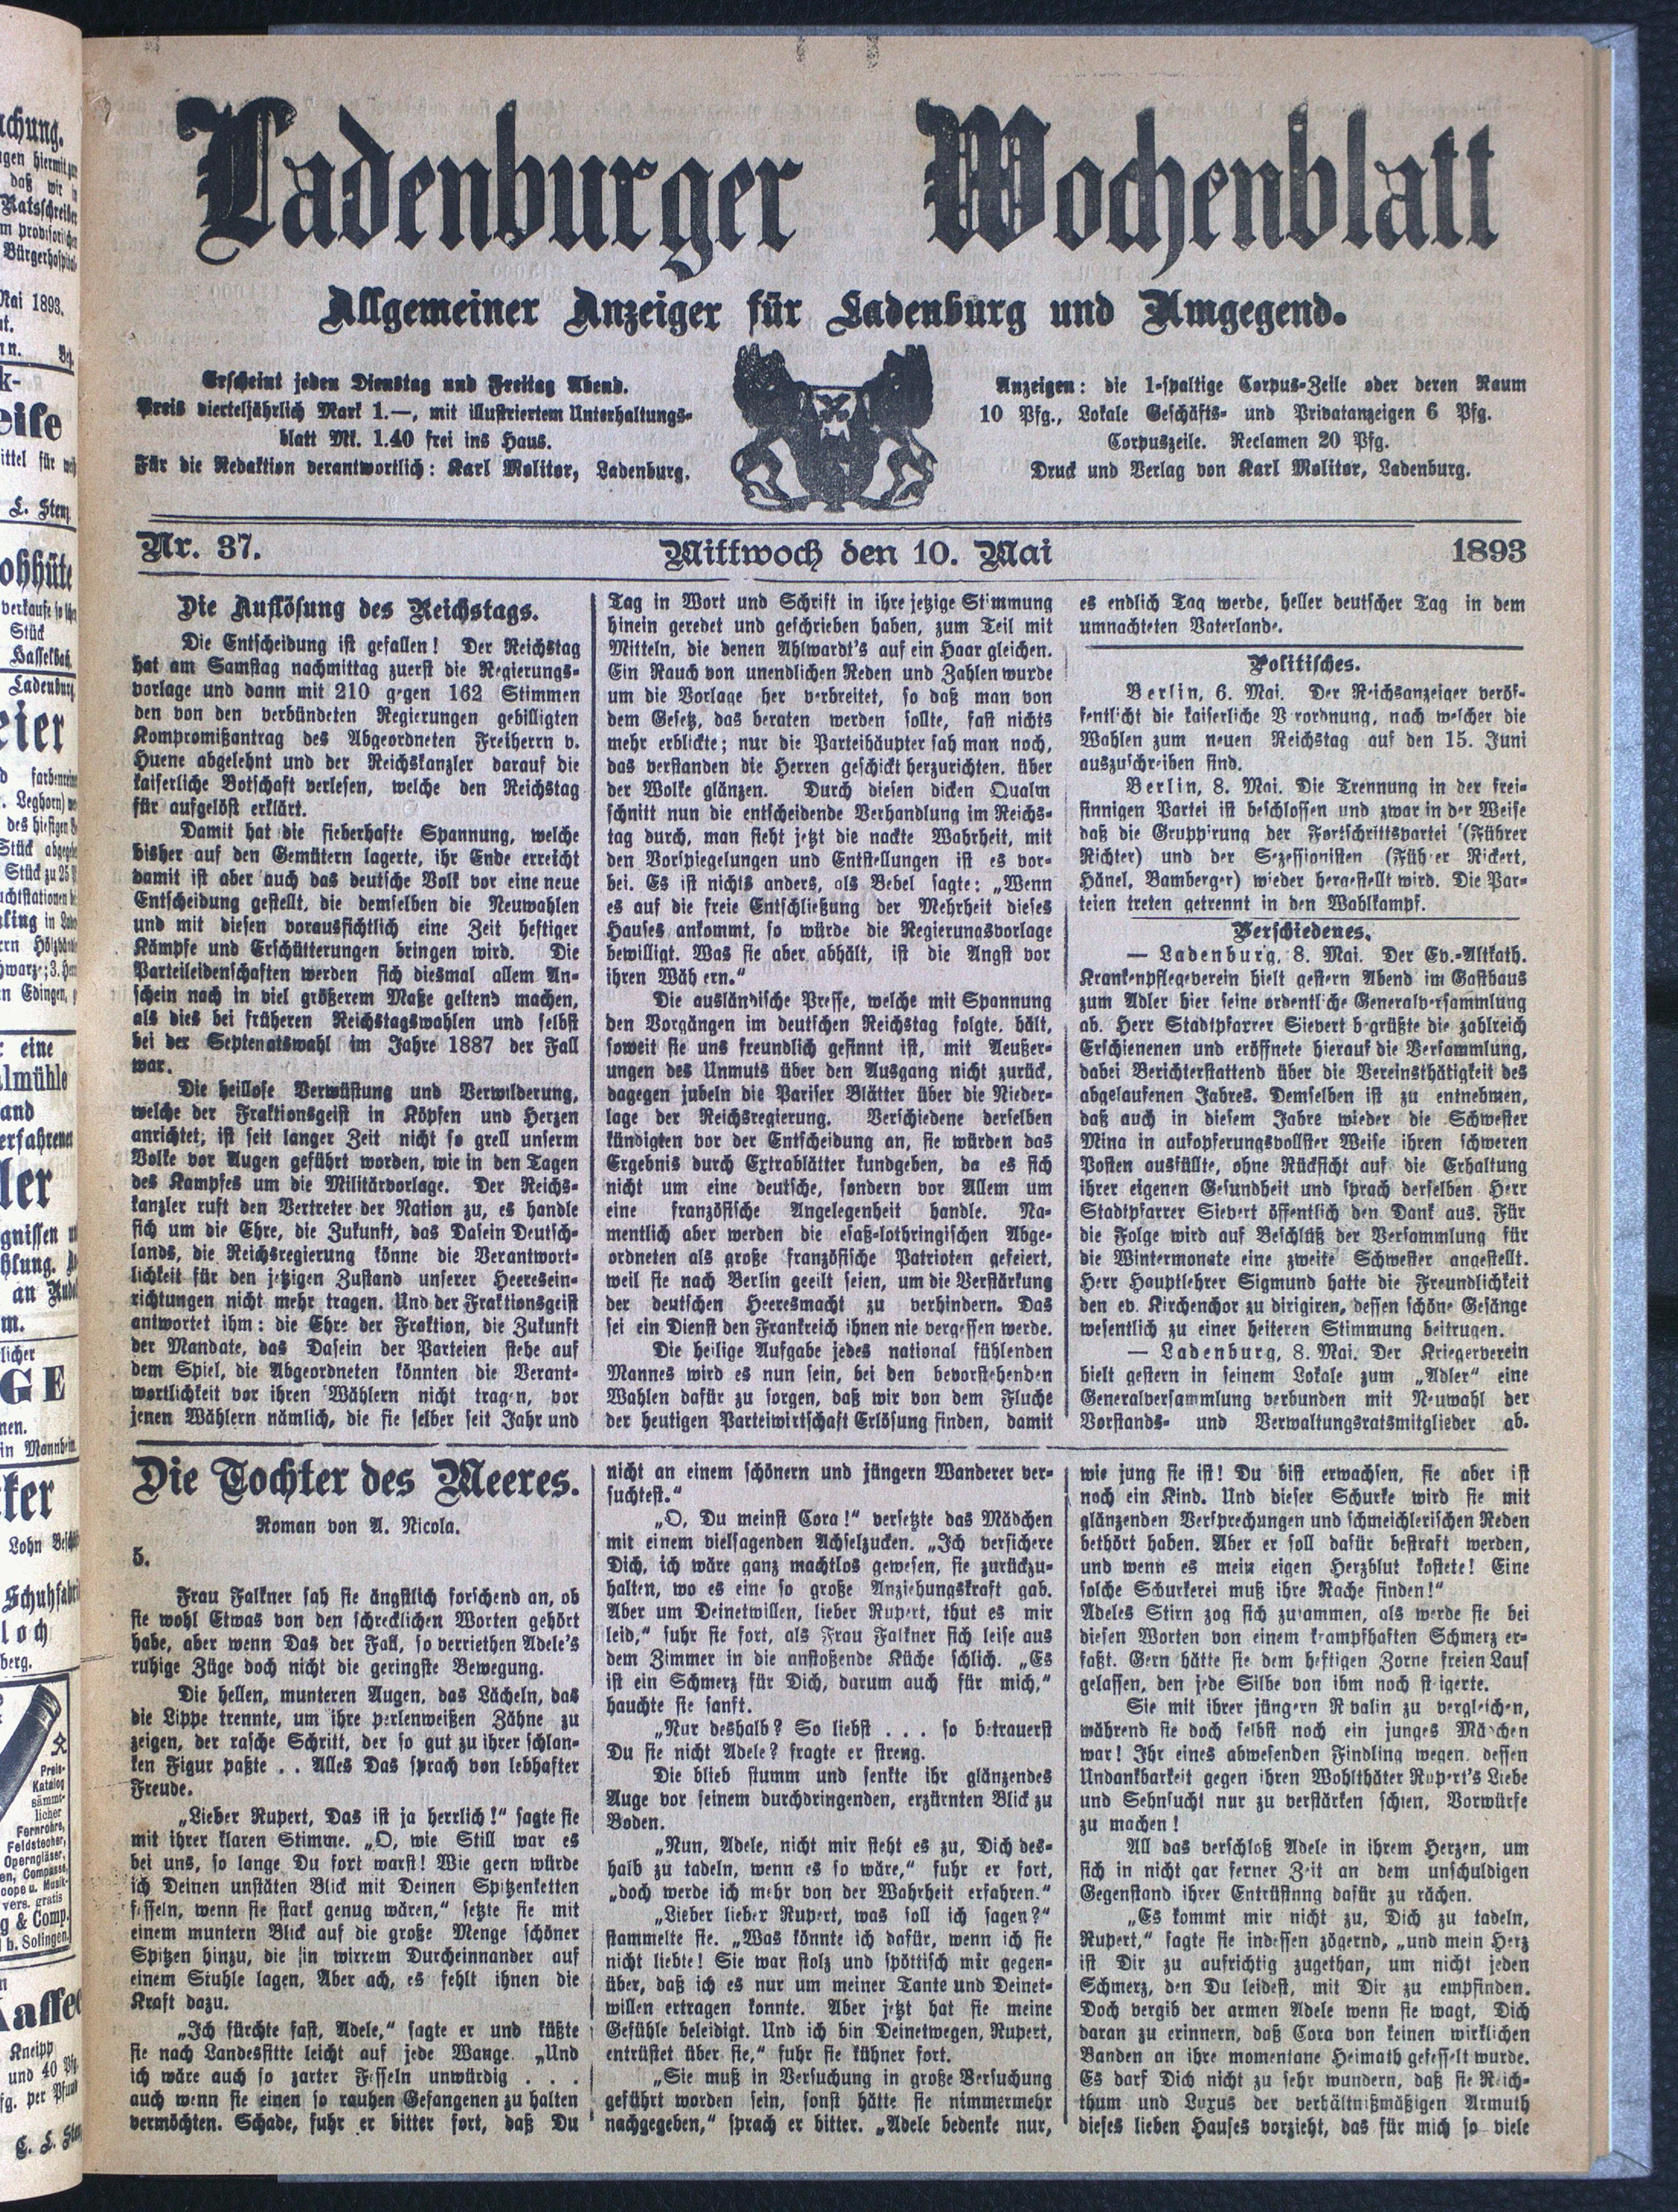 Ladenburger Wochenblatt
Allgemeiner Anzeiger für Ladenburg und Umgegend.
Erscheint jeden Dienstag und Freitag Abend.
Preis vierteljährlich Mark 1.—, mit illustriertem Unterhaltungs-
blatt Mk. 1.40 frei ins Haus.
Für die Redaktion verantwortlich: Karl Molitor, Ladenburg.
Anzeigen: die 1-spaltige Corpus-Zeile oder deren Raum
10 Pfg., Lokale Geschäfts- und Privatanzeigen 6 Pfg.
Corpuszeile. Reclamen 20 Pfg.
Druck und Verlag von Karl Molitor, Ladenburg.
Nr. 37.
Mittwoch den 10. Mai
1893
Die Auflösung des Reichstags.
Die Entscheidung ist gefallen! Der Reichstag
hat am Samstag nachmittag zuerst die Regierungs-
vorlage und dann mit 210 gegen 162 Stimmen
den von den verbündeten Regierungen gebilligten
Kompromißantrag des Abgeordneten Freiherrn v.
Huene abgelehnt und der Reichskanzler darauf die
kaiserliche Botschaft verlesen, welche den Reichstag
für aufgelöst erklärt.
Damit hat die fieberhafte Spannung, welche
bisher auf den Gemütern lagerte, ihr Ende erreicht
damit ist aber auch das deutsche Volk vor eine neue
Entscheidung gestellt, die demselben die Neuwahlen
und mit diesen voraussichtlich eine Zeit heftiger
Kämpfe und Erschütterungen bringen wird. Die
Parteileidenschaften werden sich diesmal allem An-
schein nach in viel größerem Maße geltend machen,
als dies bei früheren Reichstagswahlen und selbst
bei der Septenatswahl im Jahre 1887 der Fall
war.
Die heillose Verwüstung und Verwilderung,
welche der Fraktionsgeist in Köpfen und Herzen
anrichtet, ist seit langer Zeit nicht so grell unserm
Volke vor Augen geführt worden, wie in den Tagen
des Kampfes um die Militärvorlage. Der Reichs-
kanzler ruft den Vertreter der Nation zu, es handle
sich um die Ehre, die Zukunft, das Dasein Deutsch-
lands, die Reichsregierung könne die Verantwort-
lichkeit für den jetzigen Zustand unserer Heeresein-
richtungen nicht mehr tragen. Und der Fraktionsgeist
antwortet ihm: die Ehre der Fraktion, die Zukunft
der Mandate, das Dasein der Parteien stehe auf
dem Spiel, die Abgeordneten könnten die Verant-
wortlichkeit vor ihren Wählern nicht tragen, vor
jenen Wählern nämlich, die sie selber seit Jahr und
Tag in Wort und Schrift in ihre jetzige Stimmung
hinein geredet und geschrieben haben, zum Teil mit
Mitteln, die denen Ahlwardt's auf ein Haar gleichen.
Ein Rauch von unendlichen Reden und Zahlen wurde
um die Vorlage her verbreitet, so daß man von
dem Gesetz, das beraten werden sollte, fast nichts
mehr erblickte; nur die Parteihäupter sah man noch,
das verstanden die Herren geschickt herzurichten, über
der Wolke glänzen. Durch diesen dicken Qualm
schnitt nun die entscheidende Verhandlung im Reichs-
tag durch, man sieht jetzt die nackte Wahrheit, mit
den Vorspiegelungen und Entstellungen ist es vor-
bei. Es ist nichts anders, als Bebel sagte: „Wenn
es auf die freie Entschließung der Mehrheit dieses
Hauses ankommt, so würde die Regierungsvorlage
bewilligt. Was sie aber abhält, ist die Angst vor
ihren Wäh ern.“
Die ausländische Presse, welche mit Spannung
den Vorgängen im deutschen Reichstag folgte, hält,
soweit sie uns freundlich gesinnt ist, mit Aeußer-
ungen des Unmuts über den Ausgang nicht zurück,
dagegen jubeln die Pariser Blätter über die Nieder-
lage der Reichsregierung. Verschiedene derselben
kündigten vor der Entscheidung an, sie würden das
Ergebnis durch Extrablätter kundgeben, da es sich
nicht um eine deutsche, sondern vor Allem um
eine französische Angelegenheit handle. Na-
mentlich aber werden die esaß-lothringischen Abge-
ordneten als große französische Patrioten gefeiert,
weil sie nach Berlin geeilt seien, um die Verstärkung
der deutschen Heeresmacht zu verhindern. Das
sei ein Dienst den Frankreich ihnen nie vergessen werde.
Die heilige Aufgabe jedes national fühlenden
Mannes wird es nun sein, bei den bevorstehenden
Wahlen dafür zu sorgen, daß wir von dem Fluche
der heutigen Parteiwirtschaft Erlösung finden, damit
es endlich Tag werde, heller deutscher Tag in dem
umnachteten Vaterlande.
Politisches.
Berlin, 6. Mai. Der Reichsanzeiger veröf-
fentlicht die kaiserliche V rordnung, nach welcher die
Wahlen zum neuen Reichstag auf den 15. Juni
auszuschreiben sind.
Berlin, 8. Mai. Die Trennung in der frei-
sinnigen Partei ist beschlossen und zwar in der Weise
daß die Gruppirung der Fortschrittspartei (Führer
Richter) und der Sezessionisten (Füh er Rickert,
Hänel, Bamberger) wieder hergestellt wird. Die Par-
teien treten getrennt in den Wahlkampf.
Verschiedenes.
— Ladenburg, 8. Mai. Der Ev.-Altkath.
Krankenpflegeverein hielt gestern Abend im Gasthaus
zum Adler hier seine ordentliche Generalversammlung
ab. Herr Stadtpfarrer Sievert b grüßte die zahlreich
Erschienenen und eröffnete hierauf die Versammlung,
dabei Berichterstattend über die Vereinsthätigkeit des
abgelaufenen Jahres. Demselben ist zu entnehmen,
daß auch in diesem Jahre wieder die Schwester
Mina in aufopferungsvollster Weise ihren schweren
Posten ausfüllte, ohne Rücksicht auf die Erhaltung
ihrer eigenen Gesundheit und sprach derselben Herr
Stadtpfarrer Sievert öffentlich den Dank aus. Für
die Folge wird auf Beschlüß der Versammlung für
die Wintermonate eine zweite Schwester angestellt.
Herr Hauptlehrer Sigmund hatte die Freundlichkeit
den ev. Kirchenchor zu dirigiren, dessen schöne Gesänge
wesentlich zu einer heiteren Stimmung beitrugen.
— Ladenburg, 8. Mai. Der Kriegerverein
hielt gestern in seinem Lokale zum „Adler“ eine
Generalversammlung verbunden mit Neuwahl der
Vorstands- und Verwaltungsratsmitglieder ab.
Die Tochter des Meeres.
Roman von A. Nicola.
5.
Frau Falkner sah sie ängstlich forschend an, ob
sie wohl Etwas von den schrecklichen Worten gehört
habe, aber wenn Das der Fall, so verriethen Adele's
ruhige Züge doch nicht die geringste Bewegung.
Die hellen, munteren Augen, das Lächeln, das
die Lippe trennte, um ihre perlenweißen Zähne zu
zeigen, der rasche Schritt, der so gut zu ihrer schlan-
ken Figur paßte . . Alles Das sprach von lebhafter
Freude.
„Lieber Rupert, Das ist ja herrlich!“ sagte sie
mit ihrer klaren Stimme. „O, wie Still war es
bei uns, so lange Du fort warst! Wie gern würde
ich Deinen unstäten Blick mit Deinen Spitzenketten
fesseln, wenn sie stark genug wären,“ setzte sie mit
einem muntern Blick auf die große Menge schöner
Spitzen hinzu, die in wirrem Durcheinnander auf
einem Stuhle lagen, Aber ach, es fehlt ihnen die
Kraft dazu.
„Ich fürchte fast, Adele,“ sagte er und küßte
sie nach Landessitte leicht auf jede Wange. „Und
ich wäre auch so zarter Fesseln unwürdig . . .
auch wenn sie einen so rauhen Gefangenen zu halten
vermöchten. Schade, fuhr er bitter fort, daß Du
nicht an einem schönern und jüngern Wanderer ver-
suchtest.“
„O, Du meinst Cora!“ versetzte das Mädchen
mit einem vielsagenden Achselzucken. „Ich versichere
Dich, ich wäre ganz machtlos gewesen, sie zurückzu-
halten, wo es eine so große Anziehungskraft gab.
Aber um Deinetwillen, lieber Rupert, thut es mir
leid,“ fuhr sie fort, als Frau Falkner sich leise aus
dem Zimmer in die anstoßende Küche schlich. „Es
ist ein Schmerz für Dich, darum auch für mich,“
hauchte sie sanft.
„Nur deshalb? So liebst . . . so betrauerst
Du sie nicht Adele? fragte er streng.
Die blieb stumm und senkte ihr glänzendes
Auge vor seinem durchdringenden, erzürnten Blick zu
Boden.
„Nun, Adele, nicht mir steht es zu, Dich des-
halb zu tadeln, wenn es so wäre,“ fuhr er fort,
„doch werde ich mehr von der Wahrheit erfahren.“
„Lieber lieber Rupert, was soll ich sagen?“
stammelte sie. „Was könnte ich dafür, wenn ich sie
nicht liebte! Sie war stolz und spöttisch mir gegen-
über, daß ich es nur um meiner Tante und Deinet-
willen ertragen konnte. Aber jetzt hat sie meine
Gefühle beleidigt. Und ich bin Deinetwegen, Rupert,
entrüstet über sie,“ fuhr sie kühner fort.
„Sie muß in Versuchung in große Versuchung
geführt worden sein, sonst hätte sie nimmermehr
nachgegeben,“ sprach er bitter. „Adele bedenke nur,
wie jung sie ist! Du bist erwachsen, sie aber ist
noch ein Kind. Und dieser Schurke wird sie mit
glänzenden Versprechungen und schmeichlerischen Reden
bethört haben. Aber er soll dafür bestraft werden,
und wenn es mein eigen Herzblut kostete! Eine
solche Schurkerei muß ihre Rache finden!“
Adeles Stirn zog sich zusammen, als werde sie bei
diesen Worten von einem krampfhaften Schmerz er-
faßt. Gern hätte sie dem heftigen Zorne freien Lauf
gelassen, den jede Silbe von ihm noch st igerte.
Sie mit ihrer jüngern R valin zu vergleichen,
während sie doch selbst noch ein junges Mädchen
war! Ihr eines abwesenden Findling wegen, dessen
Undankbarkeit gegen ihren Wohlthäter Rupert's Liebe
und Sehnsucht nur zu verstärken schien, Vorwürfe
zu machen!
All das verschloß Adele in ihrem Herzen, um
sich in nicht gar ferner Zeit an dem unschuldigen
Gegenstand ihrer Entrüstnng dafür zu rächen.
„Es kommt mir nicht zu, Dich zu tadeln,
Rupert,“ sagte sie indessen zögernd, „und mein Herz
ist Dir zu aufrichtig zugethan, um nicht jeden
Schmerz, den Du leidest, mit Dir zu empfinden.
Doch vergib der armen Adele wenn sie wagt, Dich
daran zu erinnern, daß Cora von keinen wirklichen
Banden an ihre momentane Heimath gefesselt wurde.
Es darf Dich nicht zu sehr wundern, daß sie Reich-
thum und Luxus der verhältnißmäßigen Armuth
dieses lieben Hauses vorzieht, das für mich so viele